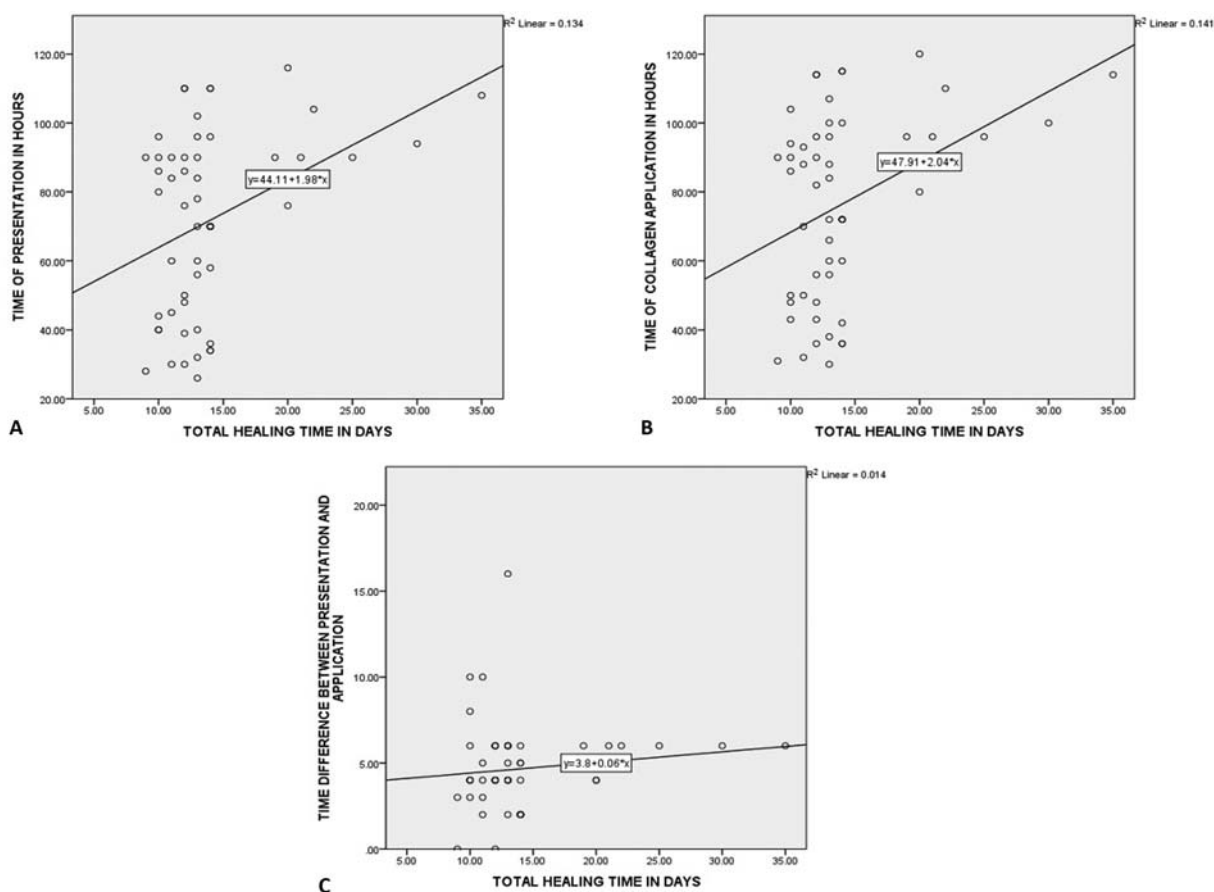 R² Linear = 0.134
120.00
100.00
80.00
60.00
40.00
20.00
TIME OF PRESENTATION IN HOURS
y=44.11+1.98*x
5.00 10.00 15.00 20.00 25.00 30.00 35.00
TOTAL HEALING TIME IN DAYS
A
R² Linear = 0.141
120.00
100.00
80.00
60.00
40.00
20.00
TIME OF COLLAGEN APPLICATION IN HOURS
y=47.91+2.04*x
5.00 10.00 15.00 20.00 25.00 30.00 35.00
TOTAL HEALING TIME IN DAYS
B
R² Linear = 0.014
20.00
15.00
10.00
5.00
.00
TIME DIFFERENCE BETWEEN PRESENTATION AND
APPLICATION
y=3.8+0.06*x
5.00 10.00 15.00 20.00 25.00 30.00 35.00
TOTAL HEALING TIME IN DAYS
C